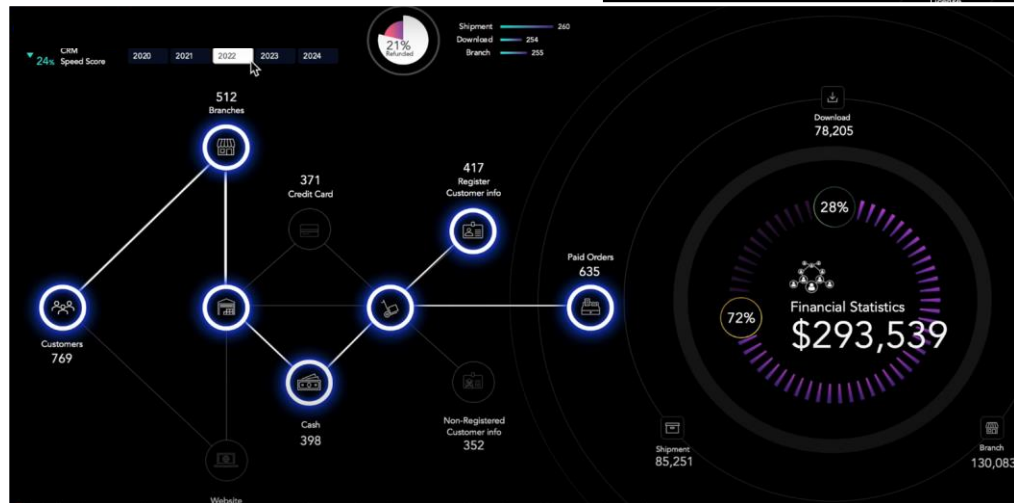 License
21%
Refunded
Shipment 260
Download 254
Branch 255
24%
CRM
Speed Score
2020 2021 2022 2023 2024
512
Branches
371
Credit Card
417
Register
Customer info
Paid Orders
635
Customers
769
Cash
398
Non-Registered
Customer info
352
Website
Download
78,205
28%
72%
Financial Statistics
$293,539
Shipment
85,251
Branch
130,083